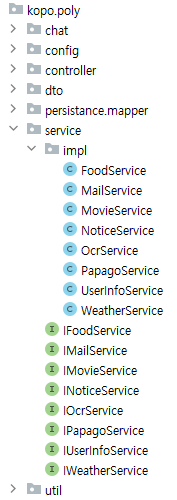 kopo.poly
chat
config
controller
dto
persistance.mapper
service
impl
C FoodService
C MailService
C MovieService
C NoticeService
C OcrService
C PapagoService
C UserInfoService
C WeatherService
I IFoodService
I IMailService
I IMovieService
I INoticeService
I IOcrService
I IPapagoService
I IUserInfoService
I IWeatherService
util